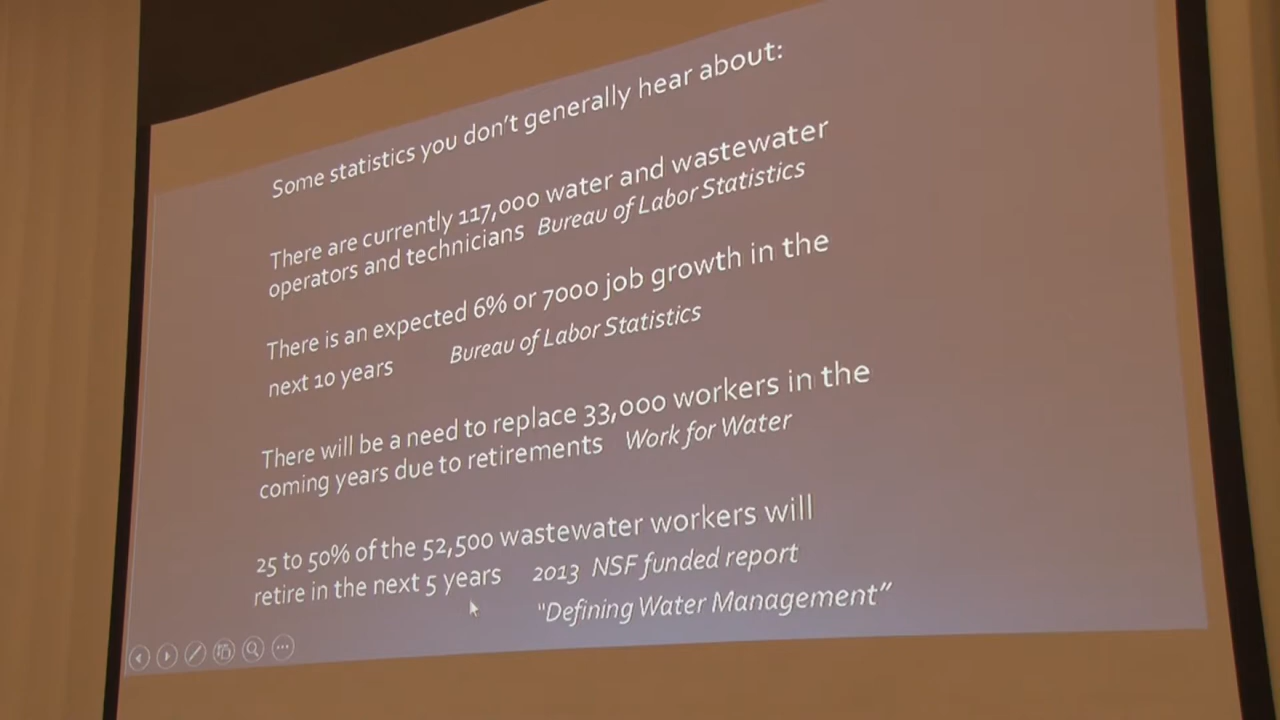 Some statistics you don't generally hear about:
There are currently 117,000 water and wastewater
operators and technicians Bureau of Labor Statistics
There is an expected 6% or 7000 job growth in the
next 10 years Bureau of Labor Statistics
There will be a need to replace 33,000 workers in the
coming years due to retirements Work for Water
25 to 50% of the 52,500 wastewater workers will
retire in the next 5 years 2013 NSF funded report
"Defining Water Management"